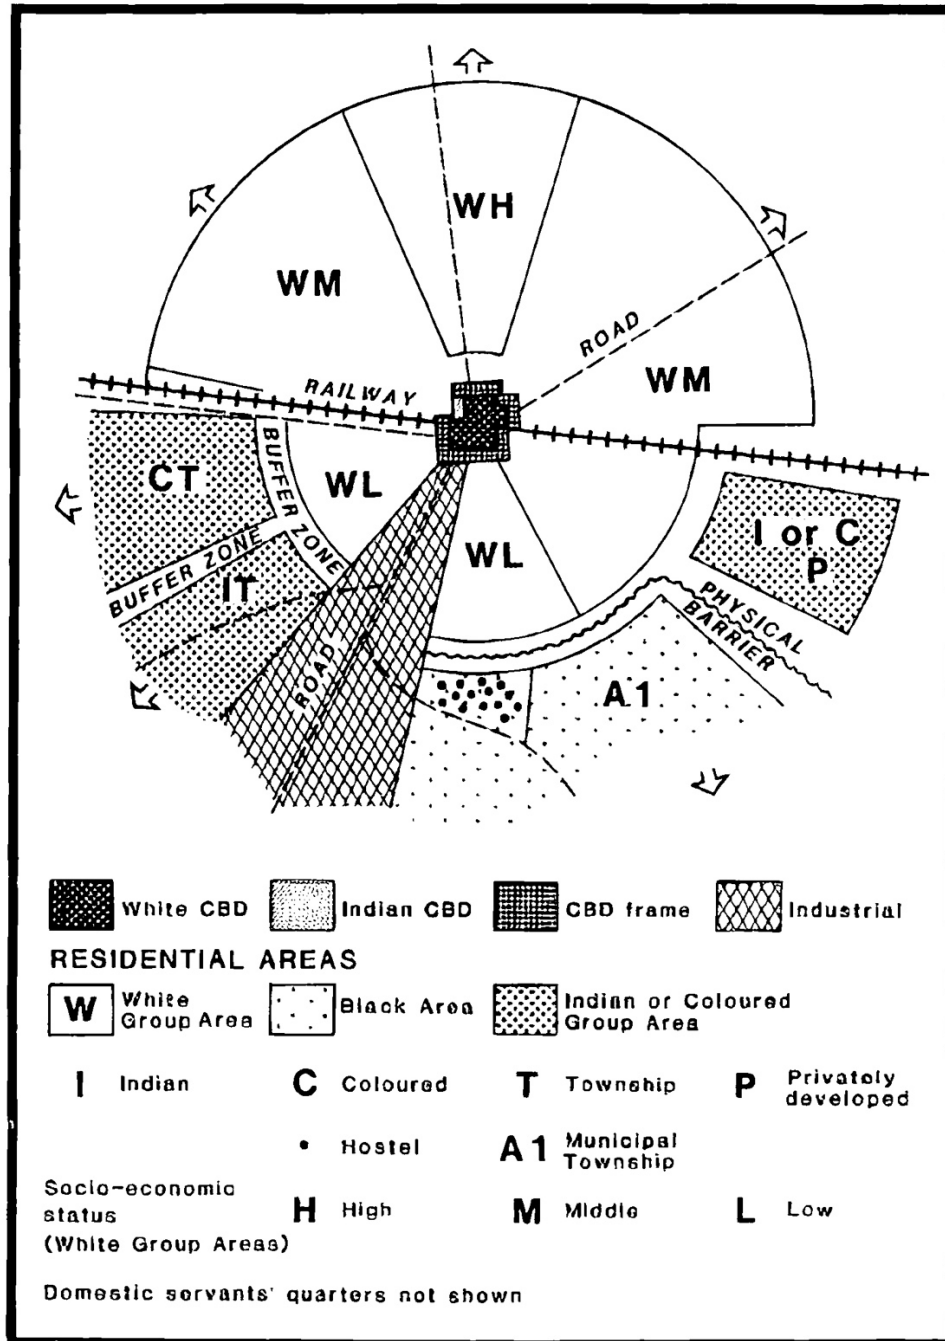 WH
WM
ROAD
WM
RAILWAY
CT
BUFFER ZONE
WL
I or C
P
BUFFER ZONE
IT
WL
PHYSICAL
BARRIER
ROAD
A1
White CBD
Indian CBD
CBD frame
Industrial
RESIDENTIAL AREAS
W
White
Group Area
Black Area
Indian or Coloured
Group Area
I Indian
C Coloured
T Township
P Privately
developed
• Hostel
A1 Municipal
Township
Socio-economic
status
(White Group Areas)
H High
M Middle
L Low
Domestic servants' quarters not shown